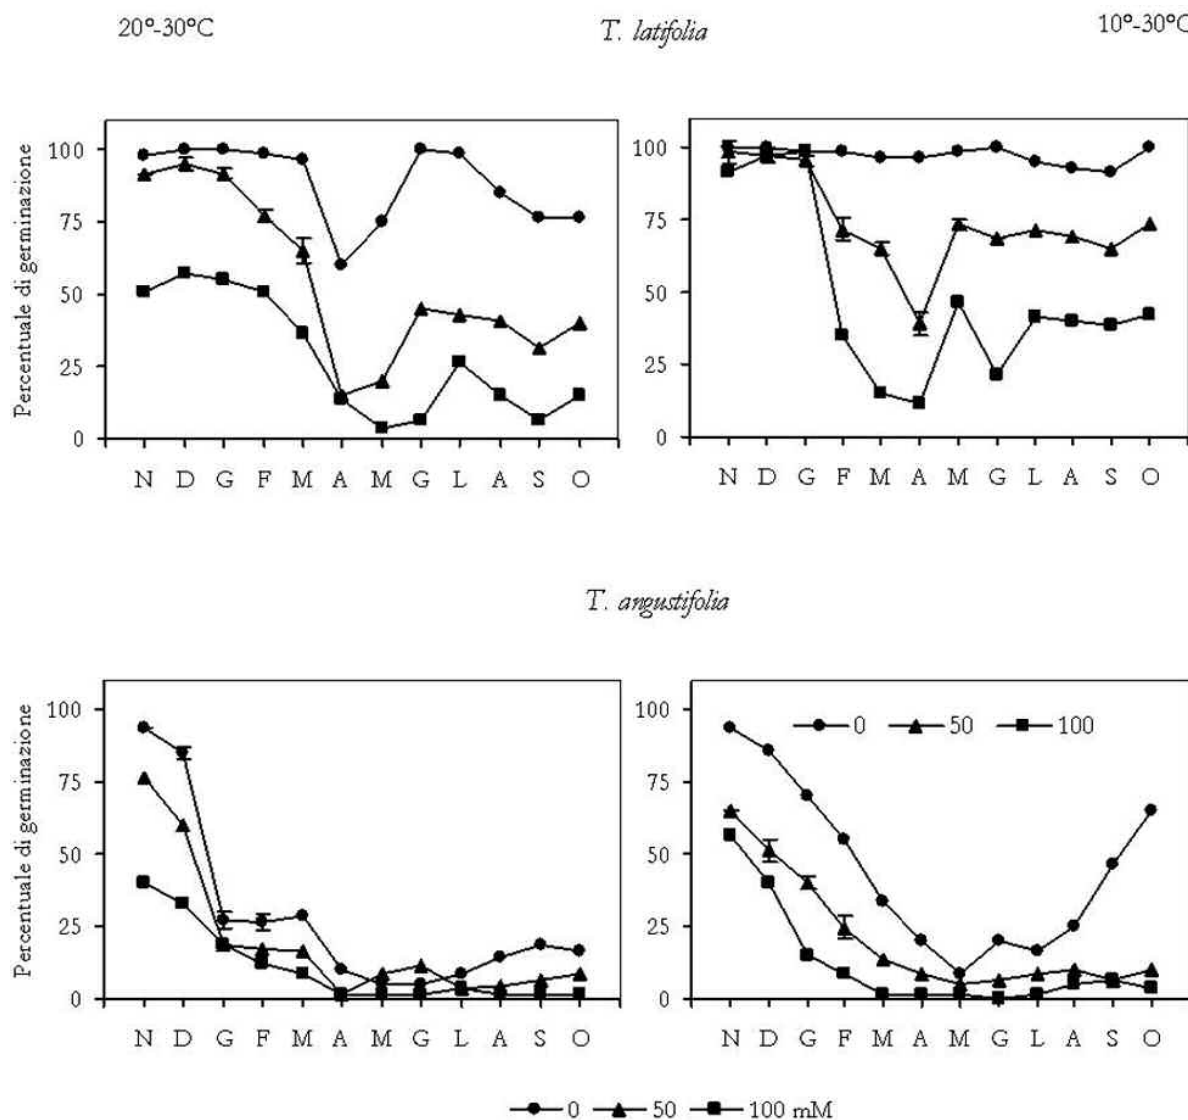 20°-30°C
T. latifolia
10°-30°C
Percentuale di germinazione
100
75
50
25
0
N D G F M A M G L A S O
100
75
50
25
0
N D G F M A M G L A S O
T. angustifolia
Percentuale di germinazione
100
75
50
25
0
N D G F M A M G L A S O
100
75
50
25
0
0 50 100
N D G F M A M G L A S O
0 50 100 mM